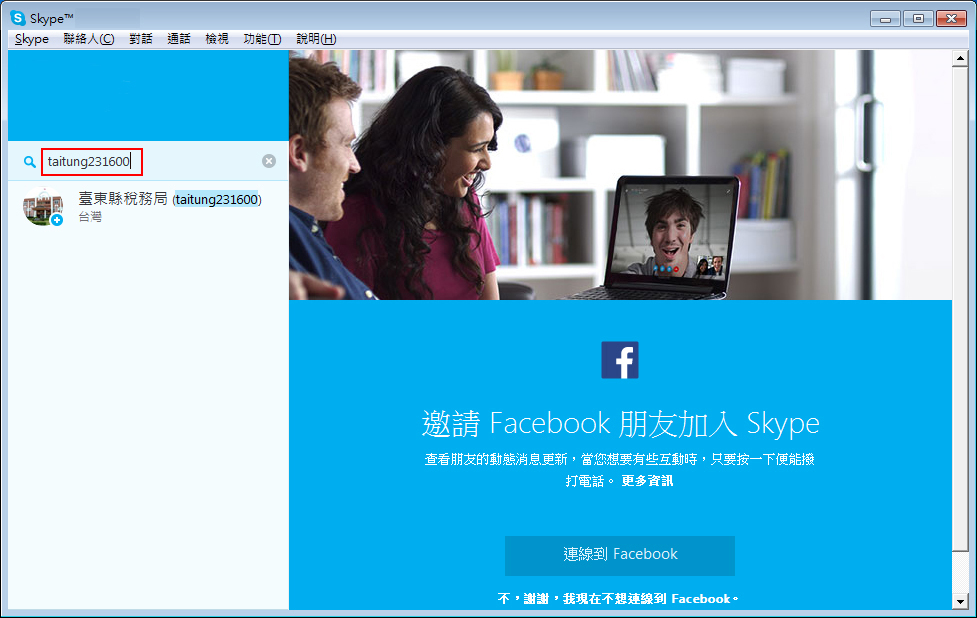 Skype™
Skype 聯絡人(C) 對話 通話 檢視 功能(T) 說明(H)
taitung231600
臺東縣稅務局 (taitung231600)
台灣
邀請 Facebook 朋友加入 Skype
查看朋友的動態消息更新，當您想要有些互動時，只要按一下便能撥
打電話。 更多資訊
連線到 Facebook
不，謝謝，我現在不想連線到 Facebook。